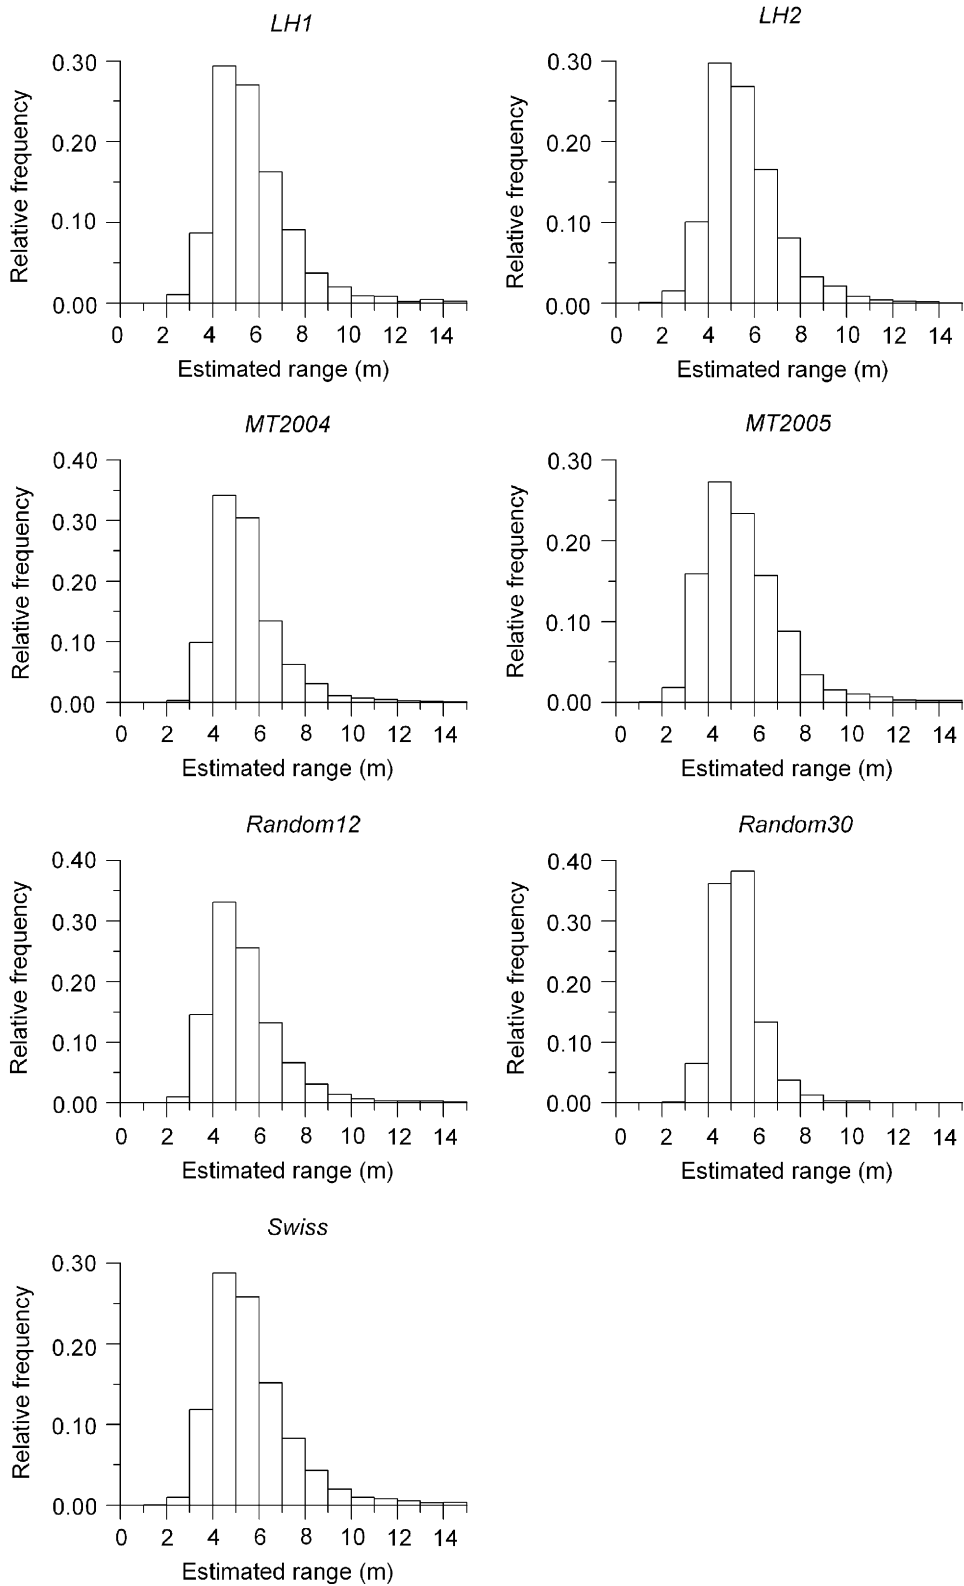 LH1
Relative frequency
0.30
0.20
0.10
0.00
0 2 4 6 8 10 12 14
Estimated range (m)
LH2
Relative frequency
0.30
0.20
0.10
0.00
0 2 4 6 8 10 12 14
Estimated range (m)
MT2004
Relative frequency
0.40
0.30
0.20
0.10
0.00
0 2 4 6 8 10 12 14
Estimated range (m)
MT2005
Relative frequency
0.30
0.20
0.10
0.00
0 2 4 6 8 10 12 14
Estimated range (m)
Random12
Relative frequency
0.40
0.30
0.20
0.10
0.00
0 2 4 6 8 10 12 14
Estimated range (m)
Random30
Relative frequency
0.40
0.30
0.20
0.10
0.00
0 2 4 6 8 10 12 14
Estimated range (m)
Swiss
Relative frequency
0.30
0.20
0.10
0.00
0 2 4 6 8 10 12 14
Estimated range (m)